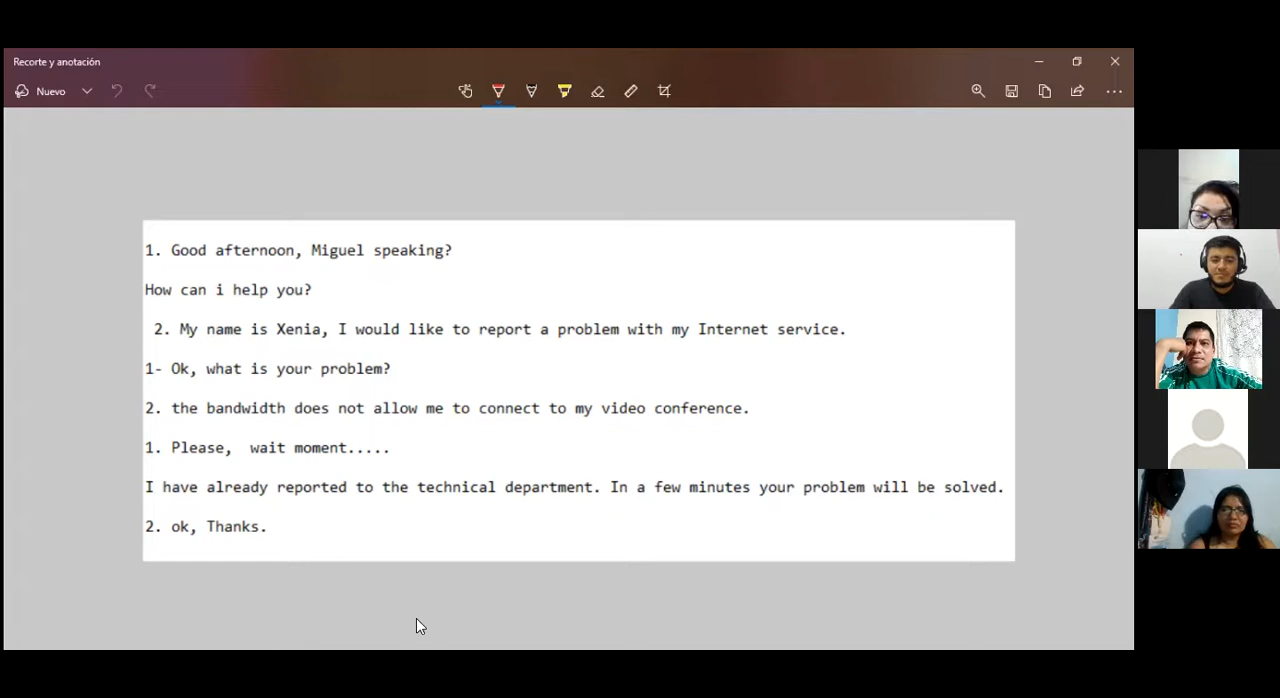 Recorte y anotación
Nuevo
1. Good afternoon, Miguel speaking?
How can i help you?
2. My name is Xenia, I would like to report a problem with my Internet service.
1- Ok, what is your problem?
2. the bandwidth does not allow me to connect to my video conference.
1. Please,  wait moment.....
I have already reported to the technical department. In a few minutes your problem will be solved.
2. ok, Thanks.